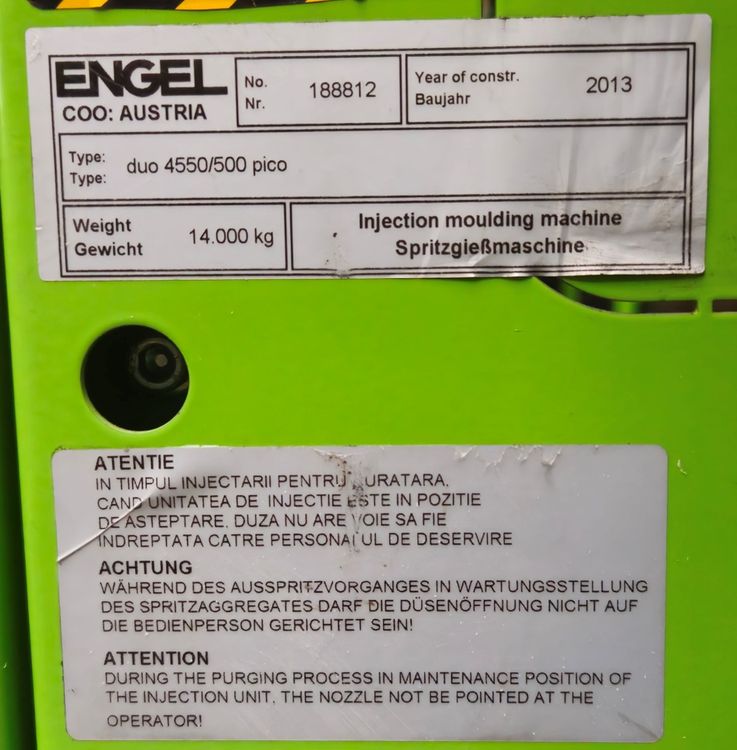 ENGEL
COO: AUSTRIA
No.
Nr.
188812
Year of constr.
Baujahr
2013
Type:
Type:
duo 4550/500 pico
Weight
Gewicht
14.000 kg
Injection moulding machine
Spritzgießmaschine
ATENTIE
IN TIMPUL INJECTARII PENTRU
CAND UNITATEA DE INJECTIE ESTE IN POZITIE
DE ASTEPTARE, DUZA NU ARE VOIE SA FIE
INDREPTATA CATRE PERSONALUL DE DESERVIRE
ACHTUNG
WÄHREND DES AUSSPRITZVORGANGES IN WARTUNGSSTELLUNG
DES SPRITZAGGREGATES DARF DIE DÜSENÖFFNUNG NICHT AUF
DIE BEDIENPERSON GERICHTET SEIN!
ATTENTION
DURING THE PURGING PROCESS IN MAINTENANCE POSITION OF
THE INJECTION UNIT, THE NOZZLE NOT BE POINTED AT THE
OPERATOR!